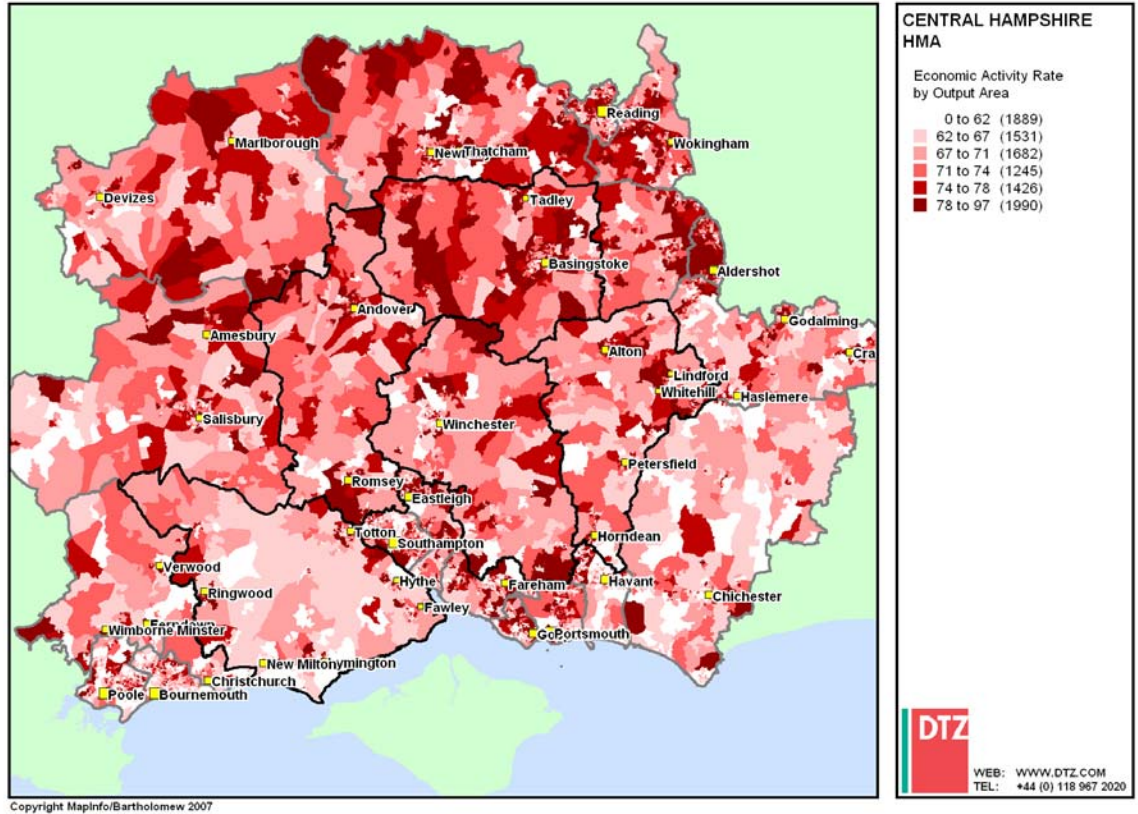 CENTRAL HAMPSHIRE
HMA
Economic Activity Rate
by Output Area
0 to 62 (1889)
62 to 67 (1531)
67 to 71 (1682)
71 to 74 (1245)
74 to 78 (1426)
78 to 97 (1990)
Reading
Marlborough
Wokingham
Thatcham
Devizes
Tadley
Basingstoke
Aldershot
Andover
Godalming
Amesbury
Alton
Cra
Lindford
Whitehill
Haslemere
Salisbury
Winchester
Petersfield
Romsey
Eastleigh
Totton
Southampton
Horndean
Verwood
Hythe
Fareham
Havant
Ringwood
Chichester
Fawley
Wimborne Minster
Portsmouth
New Milton
Christchurch
Poole
Bournemouth
DTZ
WEB: WWW.DTZ.COM
TEL: +44 (0) 118 967 2020
Copyright MapInfo/Bartholomew 2007